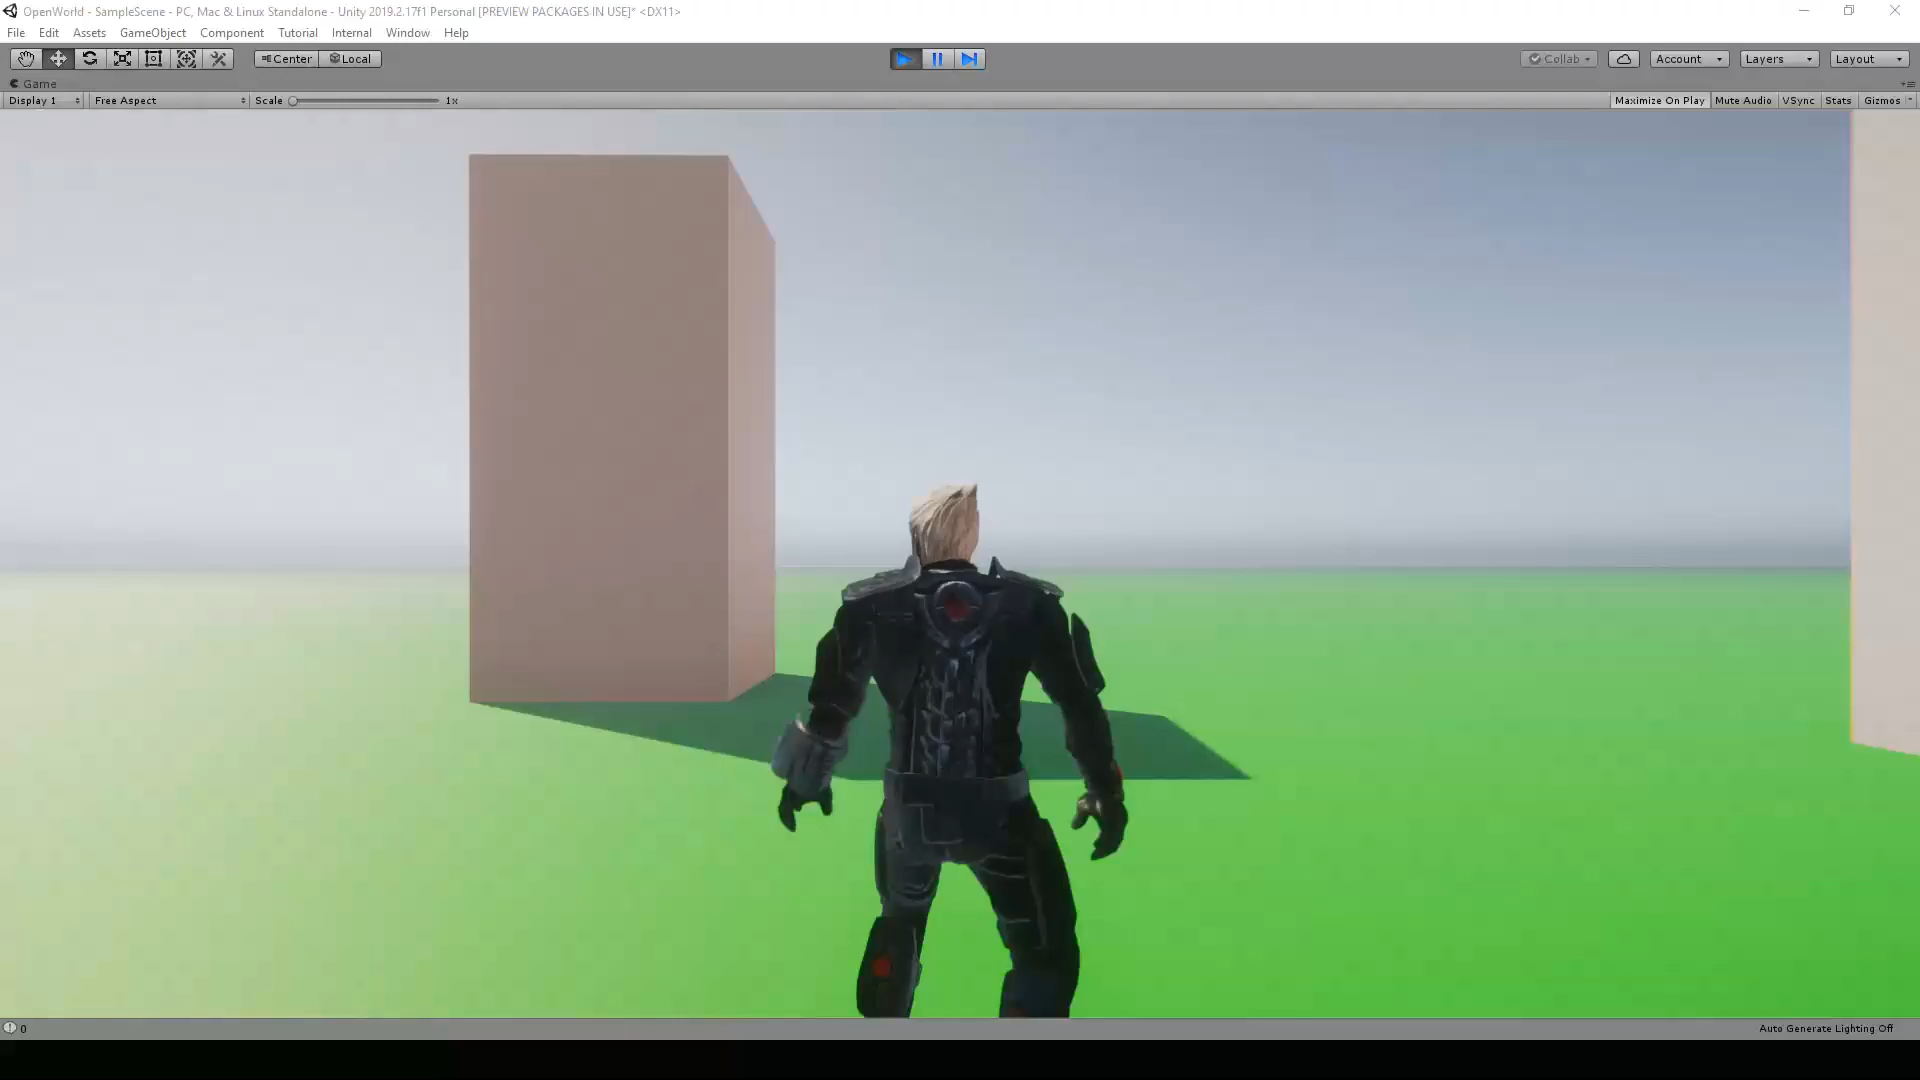 OpenWorld - SampleScene - PC, Mac & Linux Standalone - Unity 2019.2.17f1 Personal [PREVIEW PACKAGES IN USE]* <DX11>
File Edit Assets GameObject Component Tutorial Internal Window Help
Center Local Collab Account Layers Layout
Game
Display 1 Free Aspect Scale 1x Maximize On Play Mute Audio VSync Stats Gizmos
0 Auto Generate Lighting Off